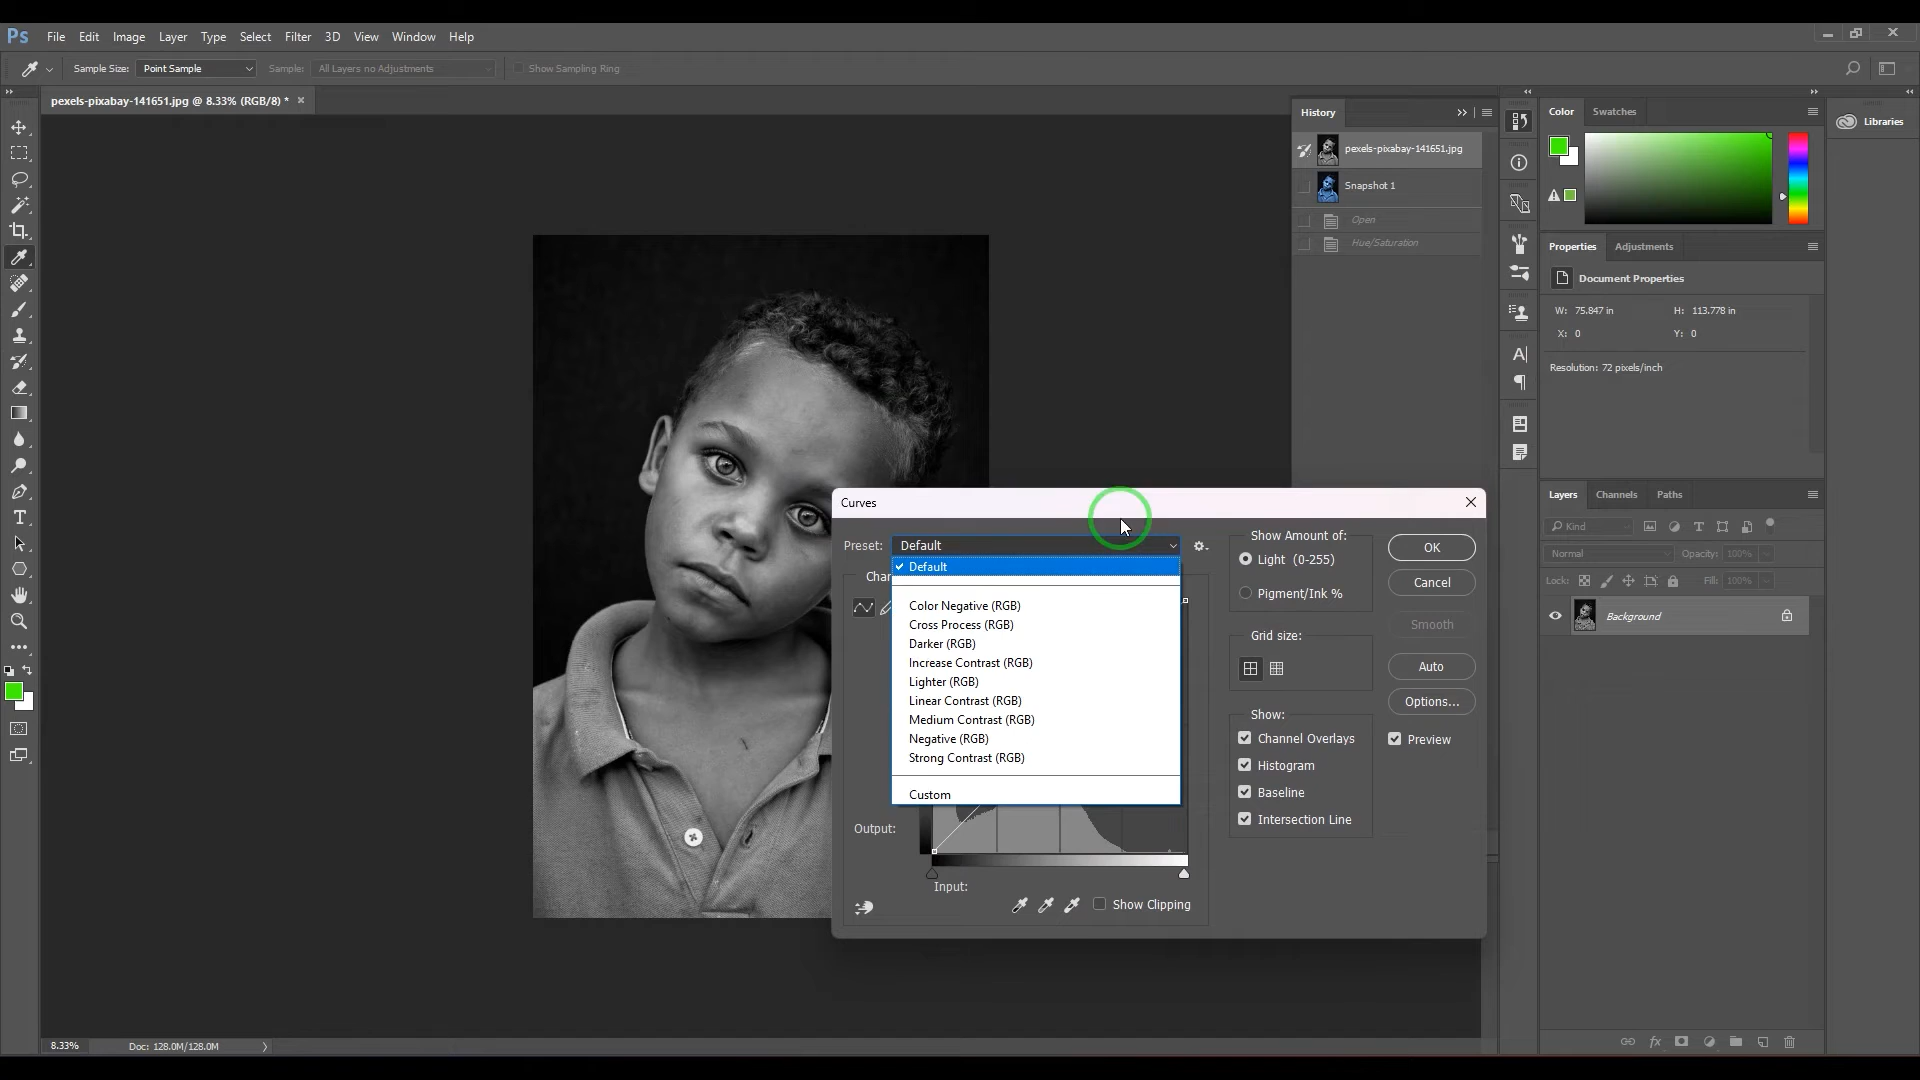 Ps File Edit Image Layer Type Select Filter 3D View Window Help
Sample Size: Point Sample Sample: All Layers no Adjustments Show Sampling Ring
pexels-pixabay-141651.jpg @ 8.33% (RGB/8) * ×
History
pexels-pixabay-141651.jpg
Snapshot 1
Open
Hue/Saturation
Color Swatches
Libraries
Properties Adjustments
Document Properties
W: 75.847 in H: 113.778 in
X: 0 Y: 0
Resolution: 72 pixels/inch
Layers Channels Paths
Kind
Normal Opacity: 100%
Lock: Fill: 100%
Background
Curves
Preset: Default
Default
Chan
Color Negative (RGB)
Cross Process (RGB)
Darker (RGB)
Increase Contrast (RGB)
Lighter (RGB)
Linear Contrast (RGB)
Medium Contrast (RGB)
Negative (RGB)
Strong Contrast (RGB)
Custom
Output:
Input:
Show Clipping
Show Amount of:
Light (0-255)
Pigment/Ink %
Grid size:
Show:
Channel Overlays
Histogram
Baseline
Intersection Line
OK
Cancel
Smooth
Auto
Options...
Preview
8.33% Doc: 128.0M/128.0M